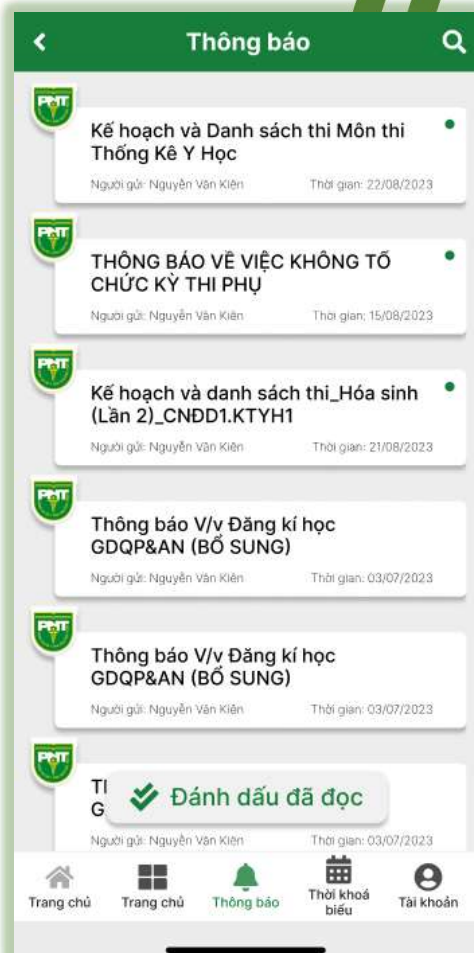 Thông báo
PNT
Kế hoạch và Danh sách thi Môn thi
Thống Kê Y Học
Người gửi: Nguyễn Văn Kiên Thời gian: 22/08/2023
PNT
THÔNG BÁO VỀ VIỆC KHÔNG TỔ
CHỨC KỲ THI PHỤ
Người gửi: Nguyễn Văn Kiên Thời gian: 15/08/2023
PNT
Kế hoạch và danh sách thi_Hóa sinh
(Lần 2)_CNĐD1.KTYH1
Người gửi: Nguyễn Văn Kiên Thời gian: 21/08/2023
PNT
Thông báo V/v Đăng kí học
GDQP&AN (BỔ SUNG)
Người gửi: Nguyễn Văn Kiên Thời gian: 03/07/2023
PNT
Thông báo V/v Đăng kí học
GDQP&AN (BỔ SUNG)
Người gửi: Nguyễn Văn Kiên Thời gian: 03/07/2023
PNT
Đánh dấu đã đọc
Người gửi: Nguyễn Văn Kiên Thời gian: 03/07/2023
Trang chủ Trang chủ Thông báo Thời khoá biểu Tài khoản